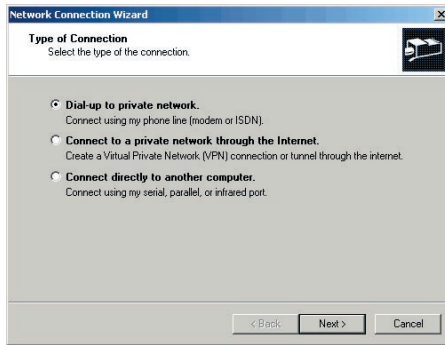 Network Connection Wizard
Type of Connection
Select the type of the connection.
Dial-up to private network.
Connect using my phone line (modem or ISDN).
Connect to a private network through the Internet.
Create a Virtual Private Network (VPN) connection or tunnel through the internet.
Connect directly to another computer.
Connect using my serial, parallel, or infrared port.
< Back Next > Cancel